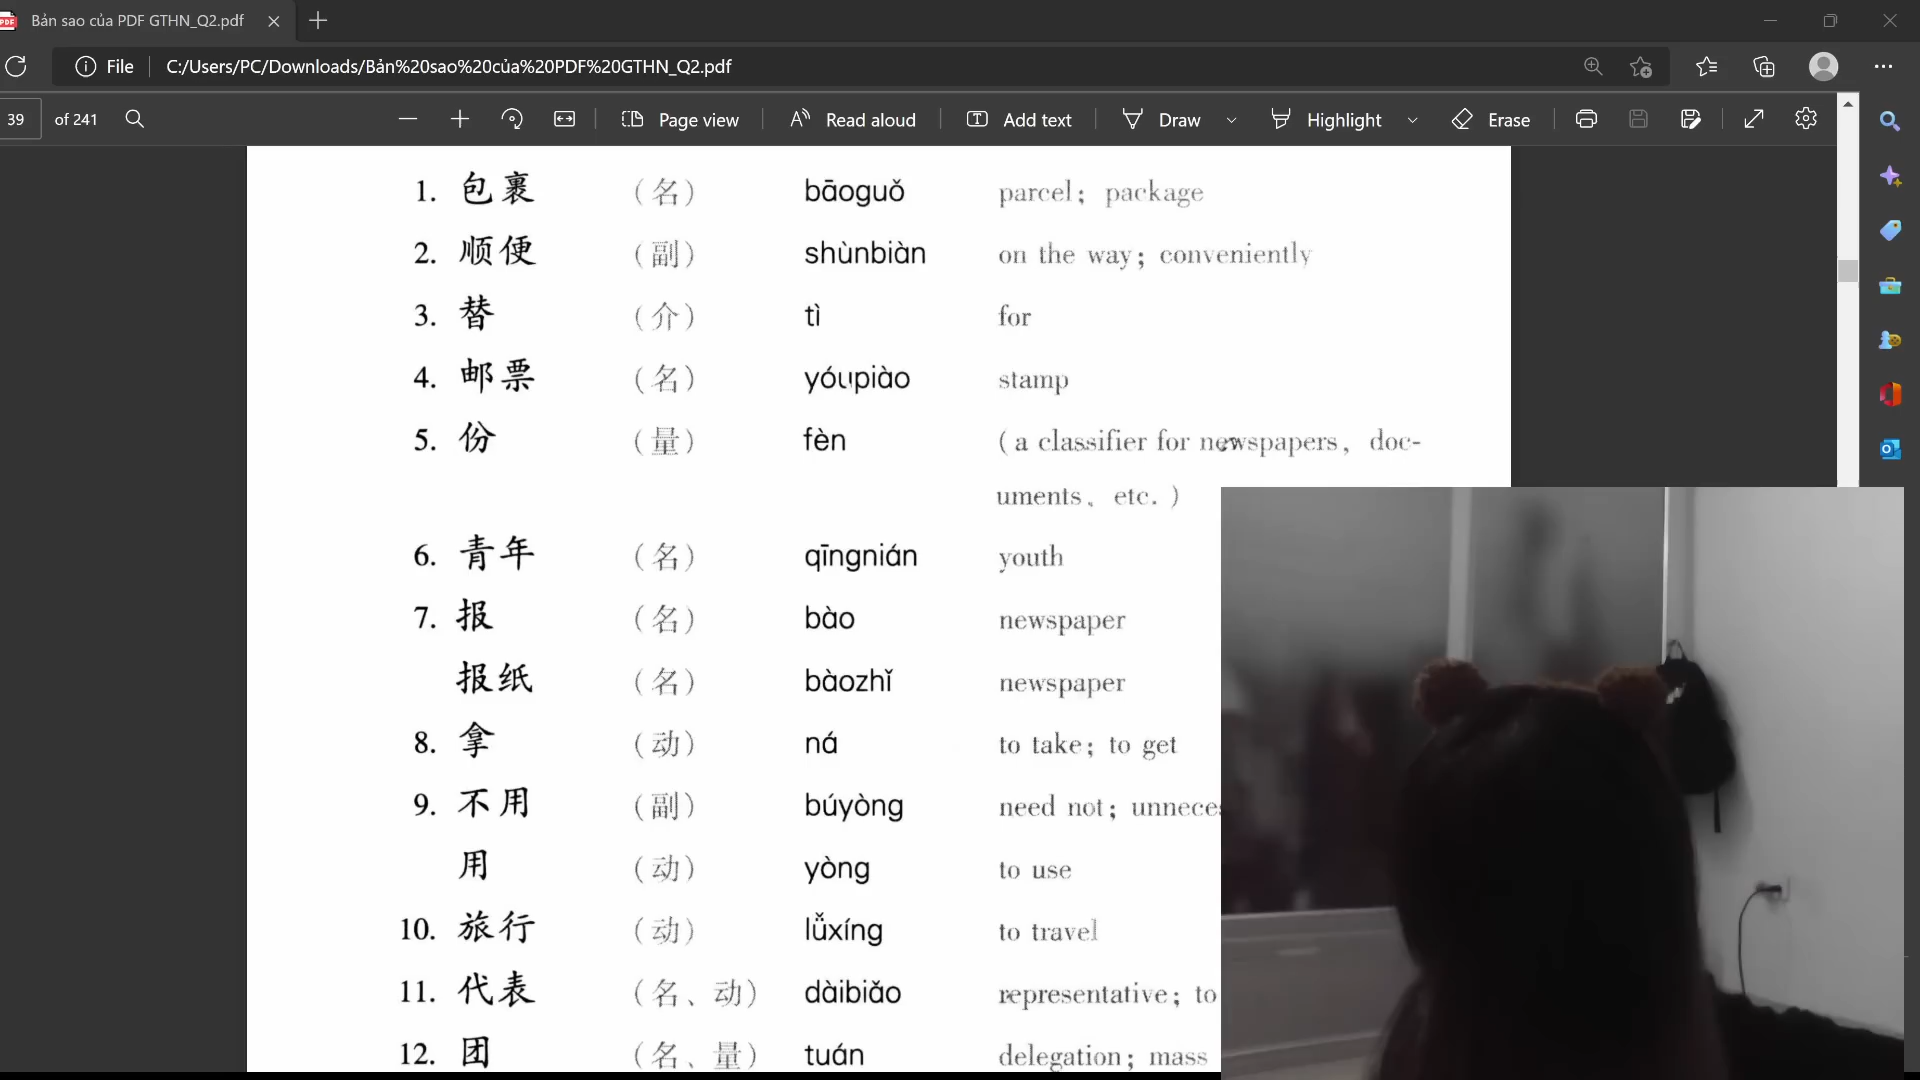 Bản sao của PDF GTHN_Q2.pdf
File C:/Users/PC/Downloads/Bản%20sao%20của%20PDF%20GTHN_Q2.pdf
39 of 241 Page view Read aloud Add text Draw Highlight Erase
1. 包裹 (名) bāoguǒ parcel; package
2. 顺便 (副) shùnbiàn on the way; conveniently
3. 替 (介) tì for
4. 邮票 (名) yóupiào stamp
5. 份 (量) fèn (a classifier for newspapers, doc-
uments, etc.)
6. 青年 (名) qīngnián youth
7. 报 (名) bào newspaper
报纸 (名) bàozhǐ newspaper
8. 拿 (动) ná to take; to get
9. 不用 (副) búyòng need not;
用 (动) yòng to use
10. 旅行 (动) lǚxíng to travel
11. 代表 (名、动) dàibiǎo representative; to
12. 团 (名、量) tuán delegation; mass